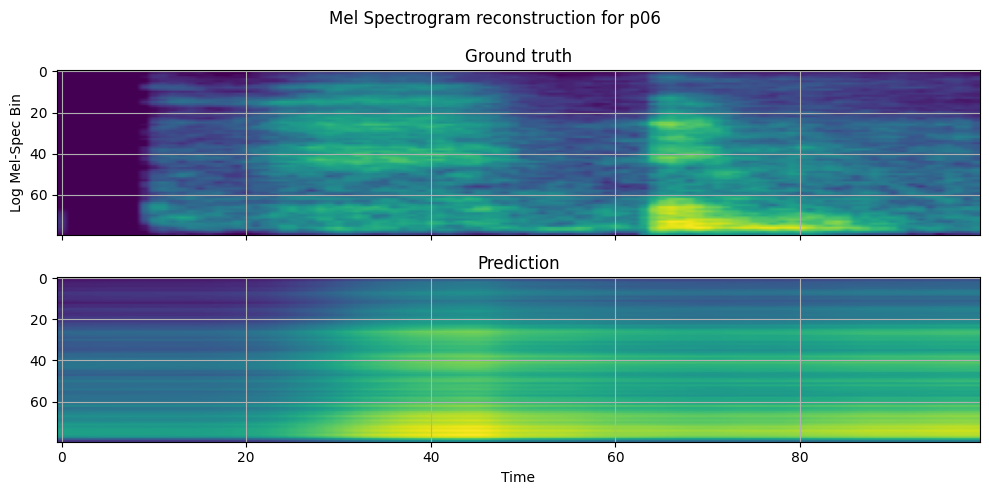 Mel Spectrogram reconstruction for p06
Ground truth
Log Mel-Spec Bin
0
20
40
60
Prediction
0
20
40
60
0 20 40 60 80
Time